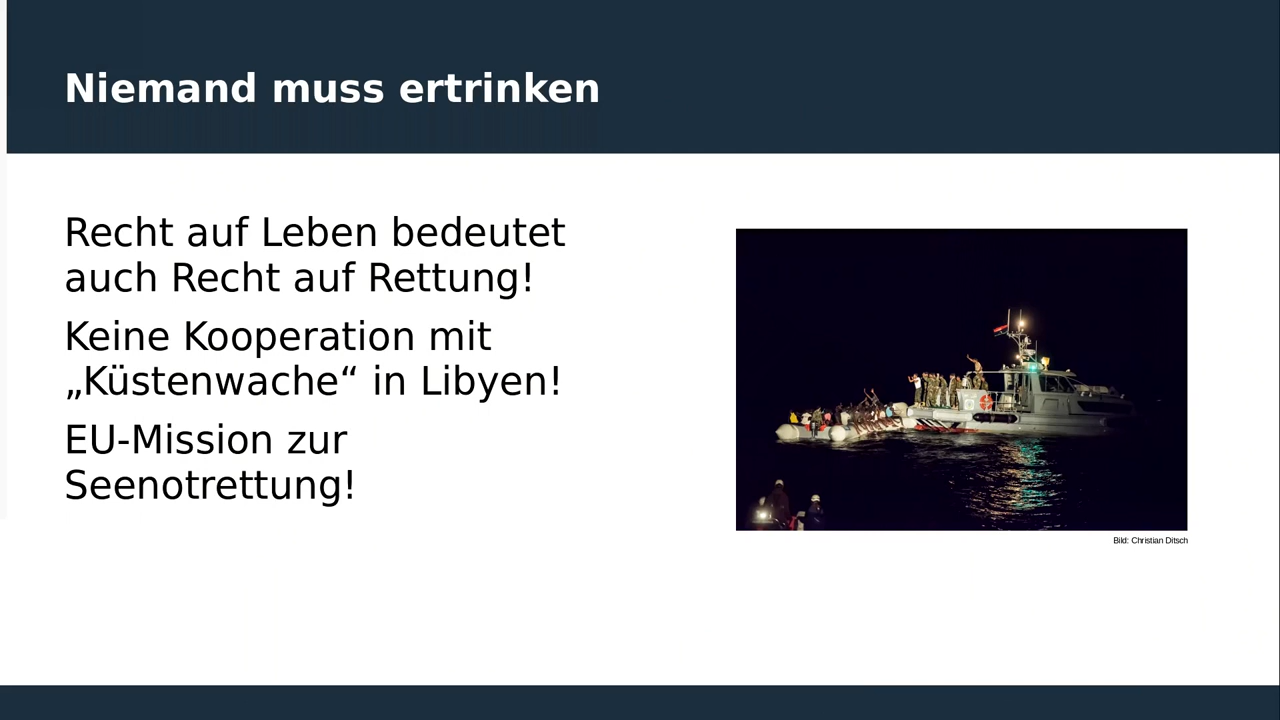 Niemand muss ertrinken
Recht auf Leben bedeutet
auch Recht auf Rettung!
Keine Kooperation mit
„Küstenwache“ in Libyen!
EU-Mission zur
Seenotrettung!
Bild: Christian Ditsch